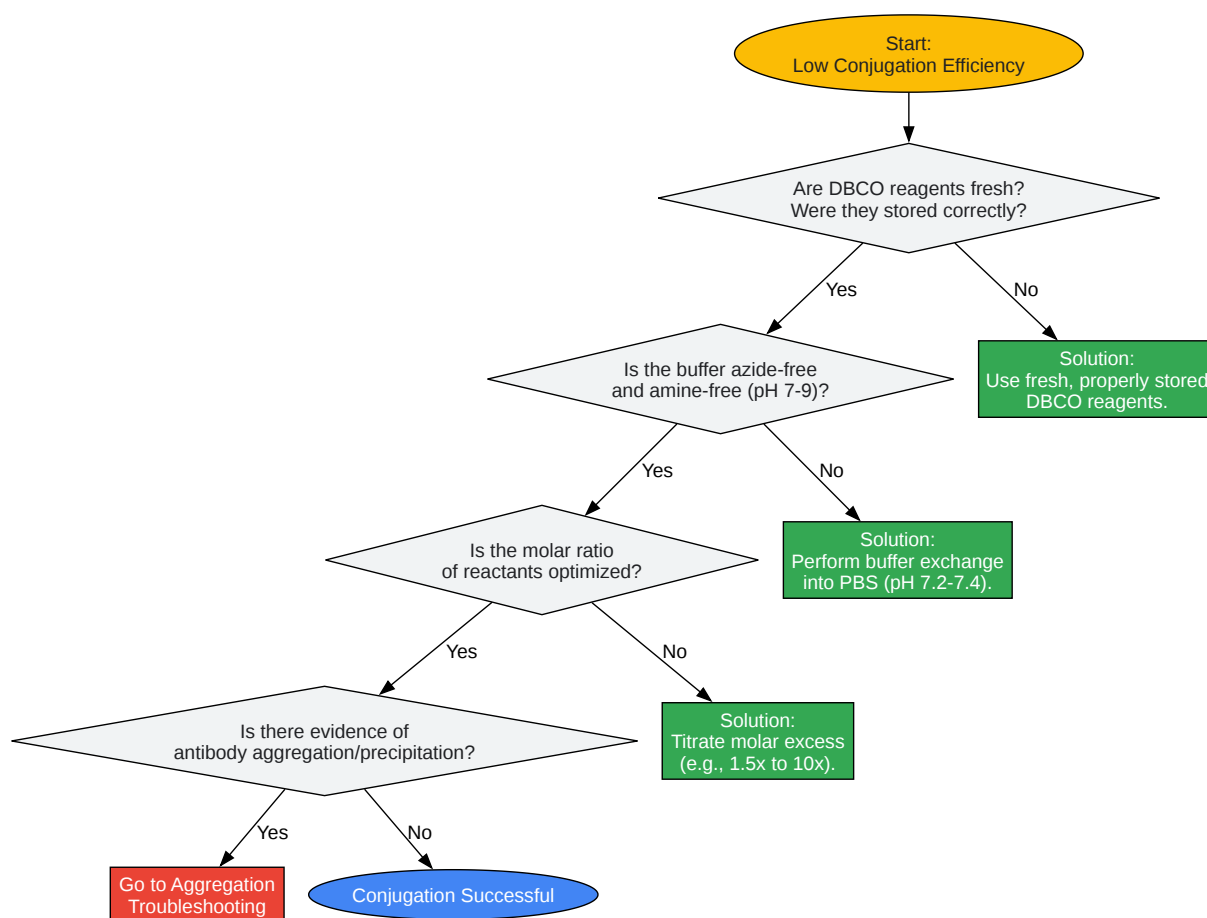 Start:
Low Conjugation Efficiency
Are DBCO reagents fresh?
Were they stored correctly?
Yes
No
Is the buffer azide-free
and amine-free (pH 7-9)?
Solution:
Use fresh, properly stored
DBCO reagents.
Yes
No
Is the molar ratio
of reactants optimized?
Solution:
Perform buffer exchange
into PBS (pH 7.2-7.4).
Yes
No
Is there evidence of
antibody aggregation/precipitation?
Solution:
Titrate molar excess
(e.g., 1.5x to 10x).
Yes
No
Go to Aggregation
Troubleshooting
Conjugation Successful